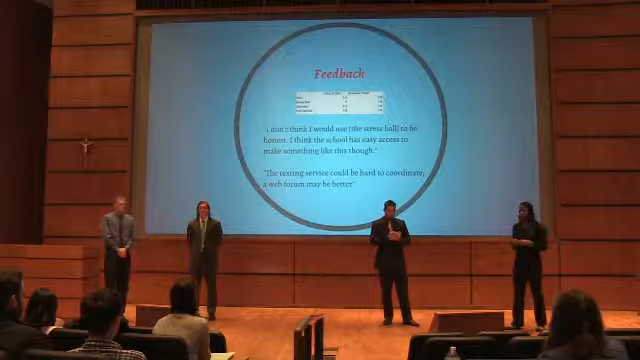 Feedback
"I don't think I would use [the stress ball] to be
honest. I think the school has easy access to
make something like this though."
"The texting service could be hard to coordinate,
a web forum may be better"